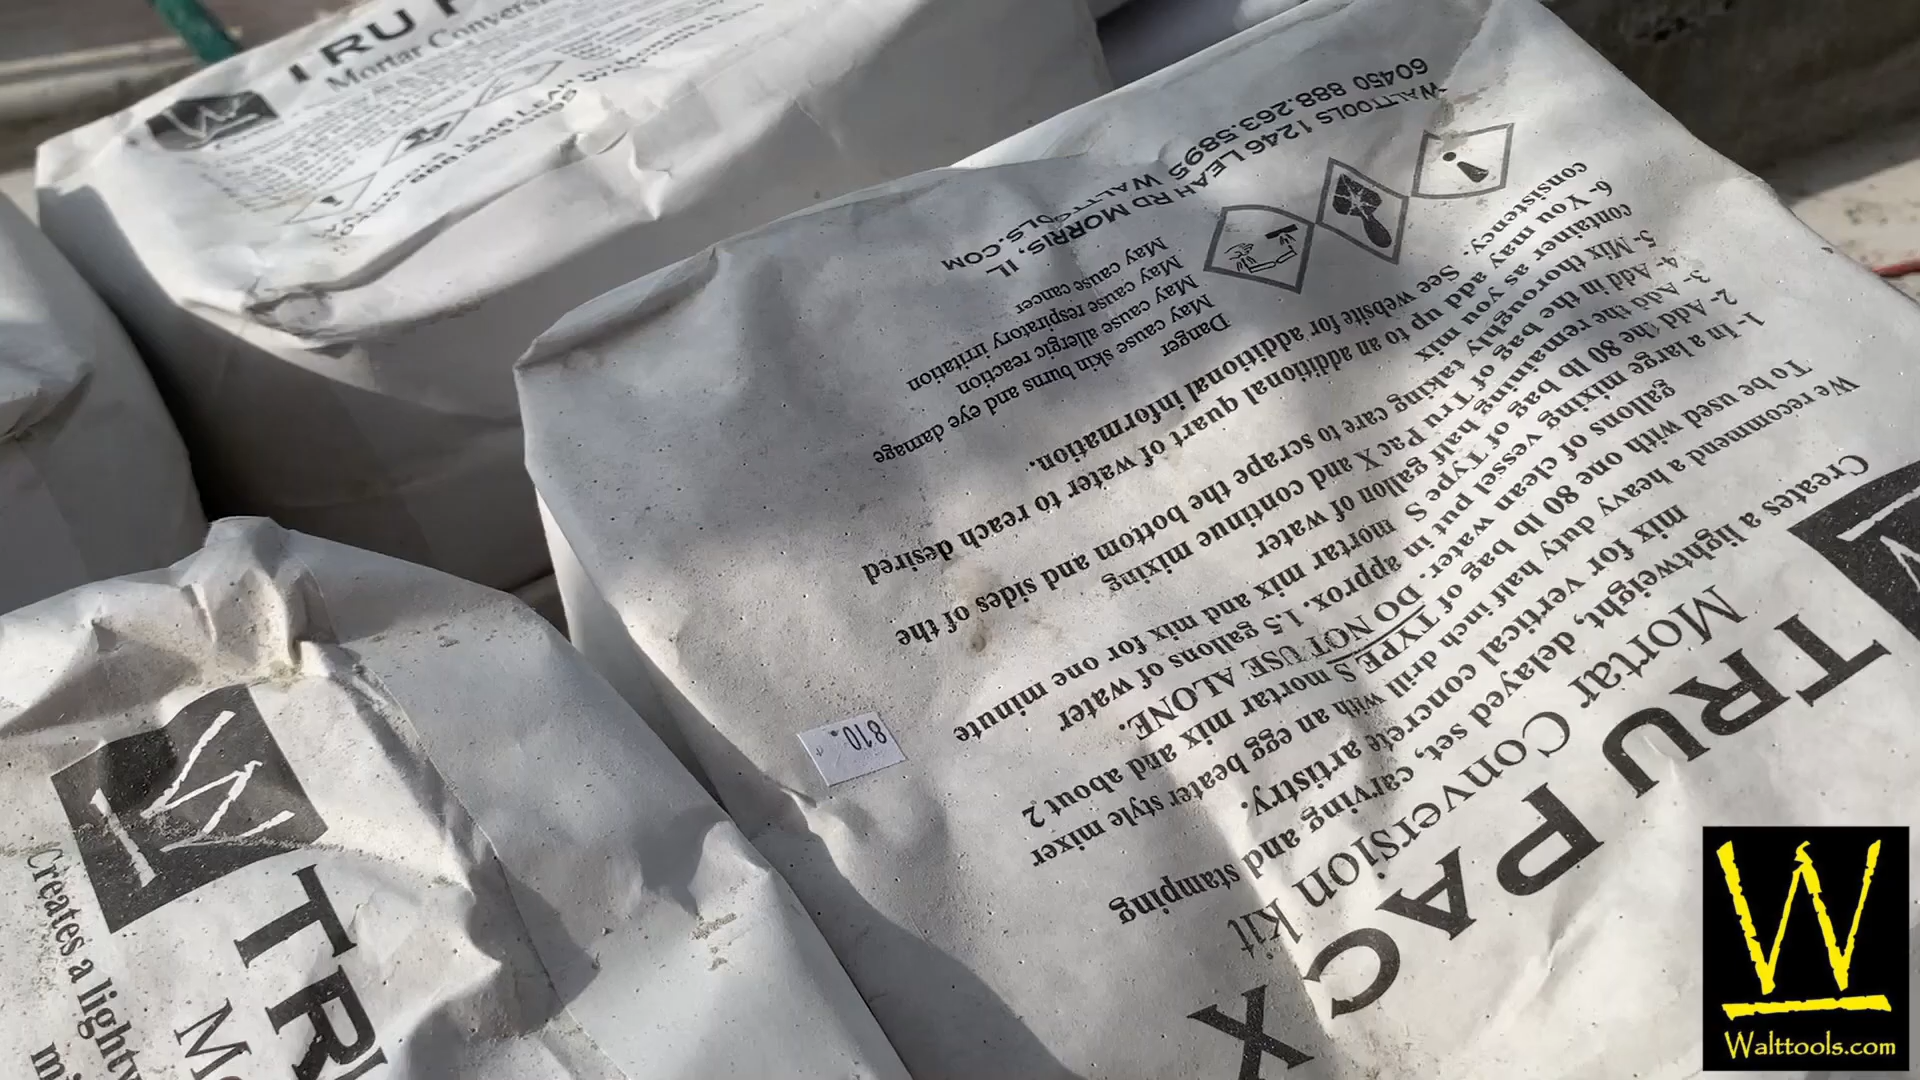 TRU PAC X
Mortar Conversion kit
Creates a lightweight, delayed set, carving and stamping
mix for vertical concrete artistry.
We recommend a heavy duty half inch drill with an egg beater style mixer
To be used with one 80 lb bag of TYPE S mortar mix and about 2
gallons of clean water. DO NOT USE ALONE.
1- In a large mixing vessel put in approx. 1.5 gallons of water
2- Add the 80 lb bag of Type S mortar mix and mix for one minute
3- Add the remaining half gallon of water
4- Add in the bag of Tru Pac X and continue mixing
5- Mix thoroughly taking care to scrape the bottom and sides of the
container as you mix
6- You may add up to an additional quart of water to reach desired
consistency. See website for additional information.
Danger
May cause skin burns and eye damage
May cause allergic reaction
May cause respiratory irritation
May cause cancer
WALTTOOLS 1246 LEAH RD MORRIS, IL
60450 888.263.5895 WALTTOOLS.COM
810
TRU P
Mortar Convers
TRU
Creates a lightw
W
Walttools.com